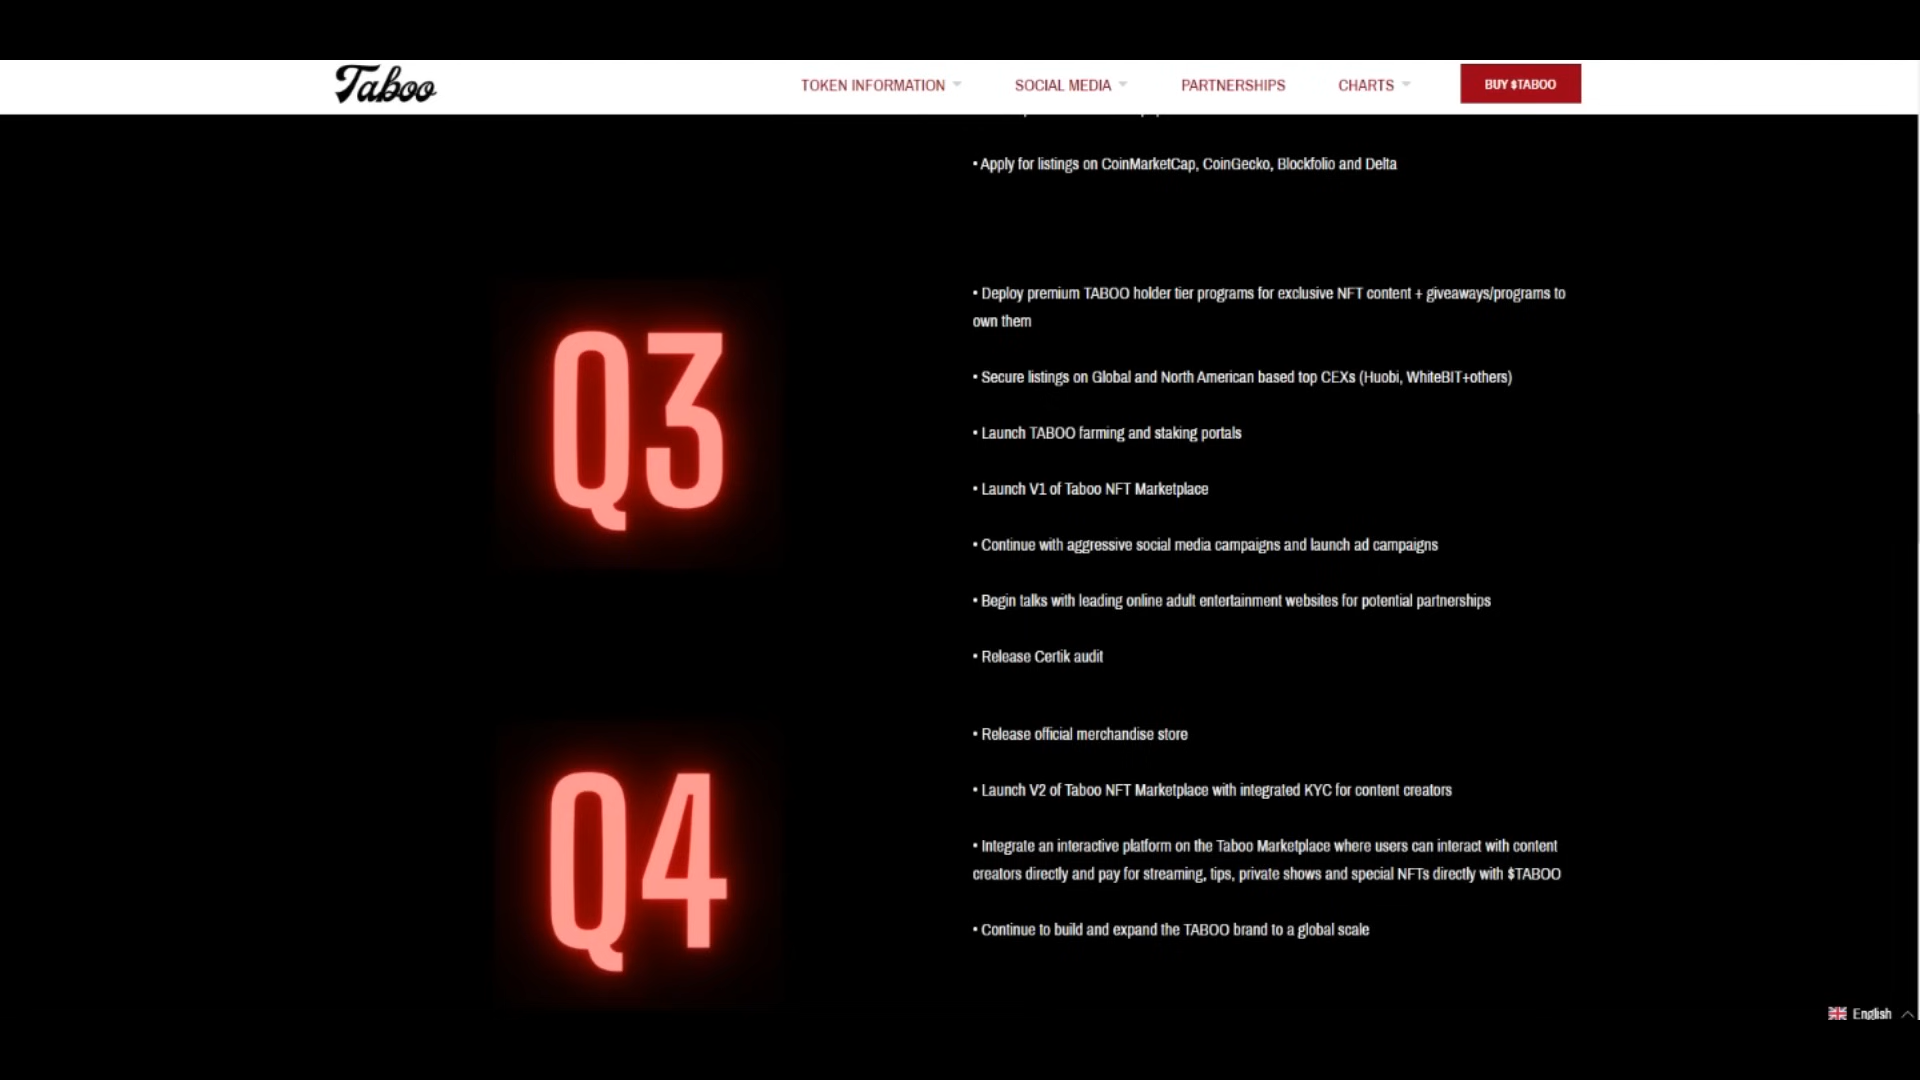 Taboo
TOKEN INFORMATION
SOCIAL MEDIA
PARTNERSHIPS
CHARTS
BUY $TABOO
• Apply for listings on CoinMarketCap, CoinGecko, Blockfolio and Delta
Q3
• Deploy premium TABOO holder tier programs for exclusive NFT content + giveaways/programs to
own them
• Secure listings on Global and North American based top CEXs (Huobi, WhiteBIT+others)
• Launch TABOO farming and staking portals
• Launch V1 of Taboo NFT Marketplace
• Continue with aggressive social media campaigns and launch ad campaigns
• Begin talks with leading online adult entertainment websites for potential partnerships
• Release Certik audit
Q4
• Release official merchandise store
• Launch V2 of Taboo NFT Marketplace with integrated KYC for content creators
• Integrate an interactive platform on the Taboo Marketplace where users can interact with content
creators directly and pay for streaming, tips, private shows and special NFTs directly with $TABOO
• Continue to build and expand the TABOO brand to a global scale
English